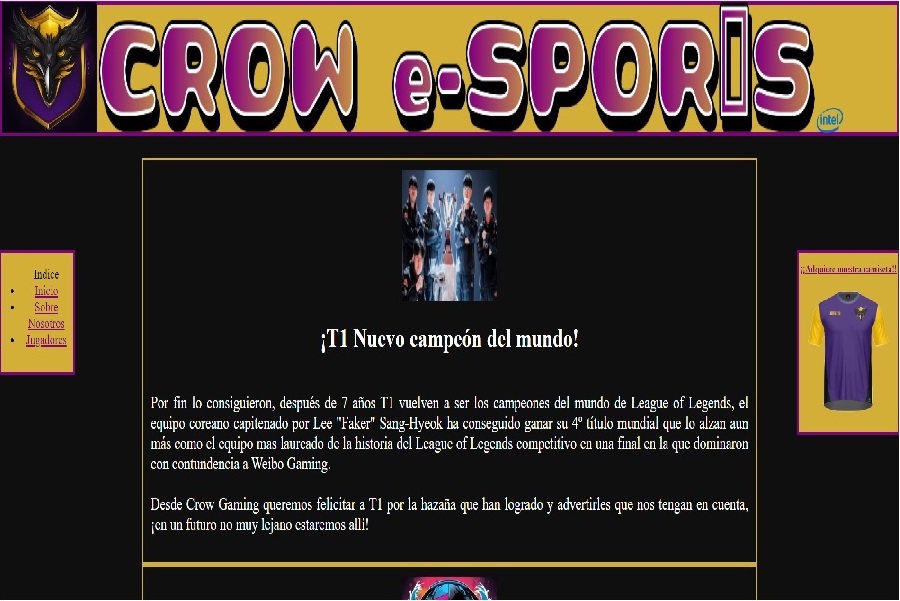 CROW e-SPORTS
intel
Indice
Inicio
Sobre
Nosotros
Jugadores
¡¡Adquiere nuestra camiseta!!
¡T1 Nuevo campeón del mundo!
Por fin lo consiguieron, después de 7 años T1 vuelven a ser los campeones del mundo de League of Legends, el
equipo coreano capitenado por Lee "Faker" Sang-Hyeok ha conseguido ganar su 4º título mundial que lo alzan aun
más como el equipo mas laureado de la historia del League of Legends competitivo en una final en la que dominaron
con contundencia a Weibo Gaming.
Desde Crow Gaming queremos felicitar a T1 por la hazaña que han logrado y advertirles que nos tengan en cuenta,
¡en un futuro no muy lejano estaremos allí!